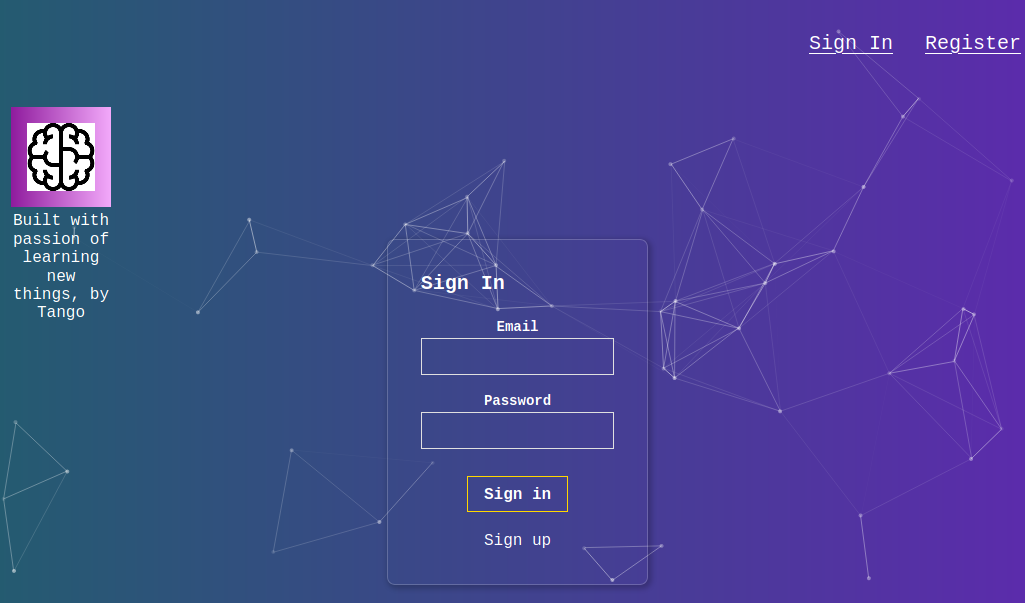 Sign In Register
Built with
passion of
learning
new
things, by
Tango
Sign In
Email
Password
Sign in
Sign up